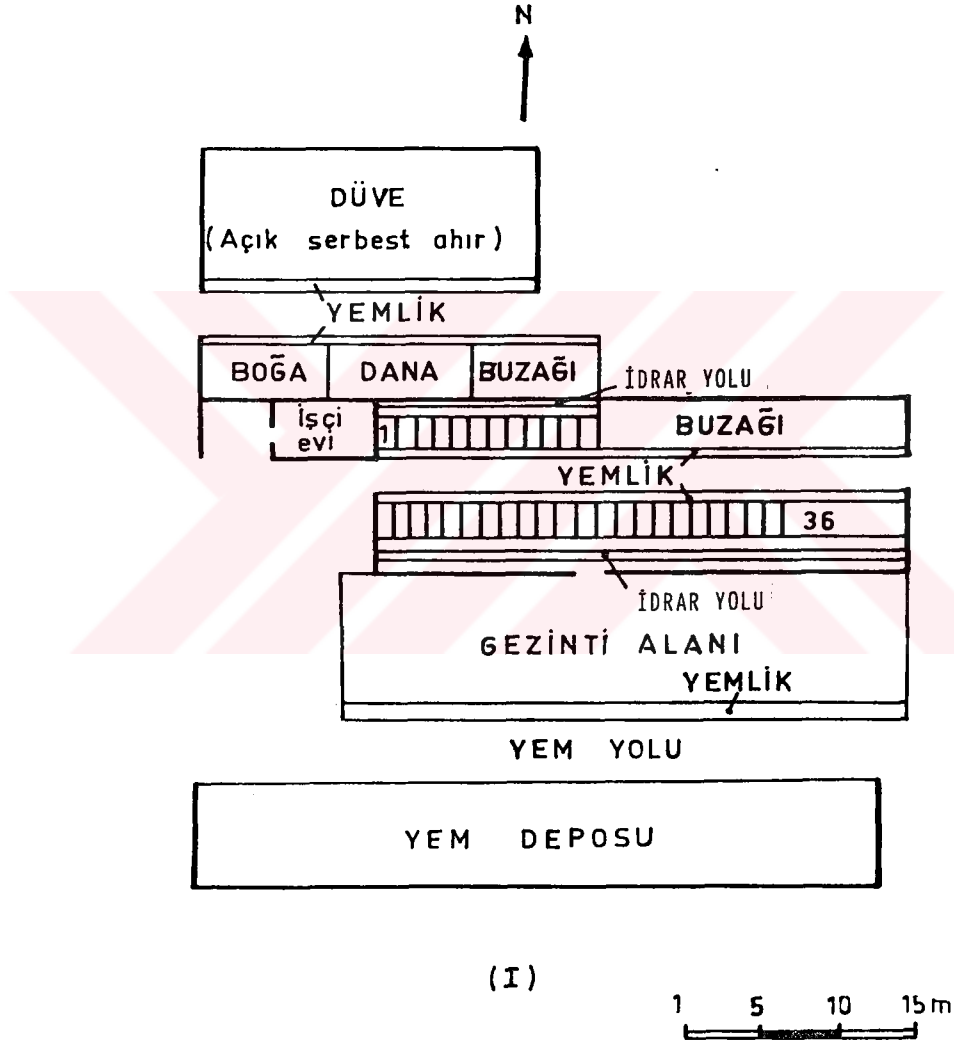 N
DÜVE
(Açık serbest ahır)
YEMLİK
BOĞA DANA BUZAĞI
İDRAR YOLU
İşçi
evi
1
BUZAĞI
YEMLİK
36
İDRAR YOLU
GEZİNTİ ALANI
YEMLİK
YEM YOLU
YEM DEPOSU
(I)
1 5 10 15 m